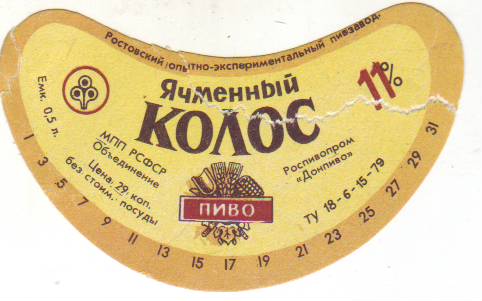 Ростовский опытно-экспериментальный пивзавод
Ячменный
КОЛОС
11%
Емк. 0,5 л.
МПП РСФСР
Объединение
Цена 29 коп.
без стоим. посуды
Роспивопром
«Донпиво»
ТУ 18-6-15-79
ПИВО
1 3 5 7 9 11 13 15 17 19 21 23 25 27 29 31